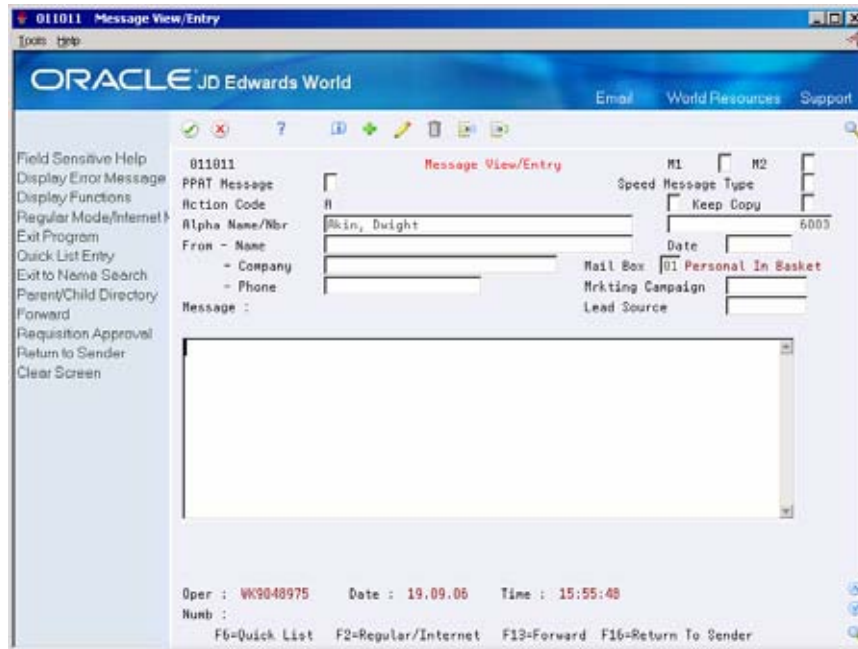 011011 Message View/Entry
Tools Help
ORACLE JD Edwards World
Email World Resources Support
Field Sensitive Help
Display Error Message
Display Functions
Regular Mode/Internet M
Exit Program
Quick List Entry
Exit to Name Search
Parent/Child Directory
Forward
Requisition Approval
Return to Sender
Clear Screen
011011 Message View/Entry M1 M2
PPAT Message Speed Message Type
Action Code A Keep Copy
Alpha Name/Nbr Akin, Dwight 6003
From - Name Date
- Company Mail Box 01 Personal In Basket
- Phone Mrkting Campaign
Message : Lead Source
Oper : WK9048975 Date : 19.09.06 Time : 15:55:48
Numb :
F6=Quick List F2=Regular/Internet F13=Forward F16=Return To Sender